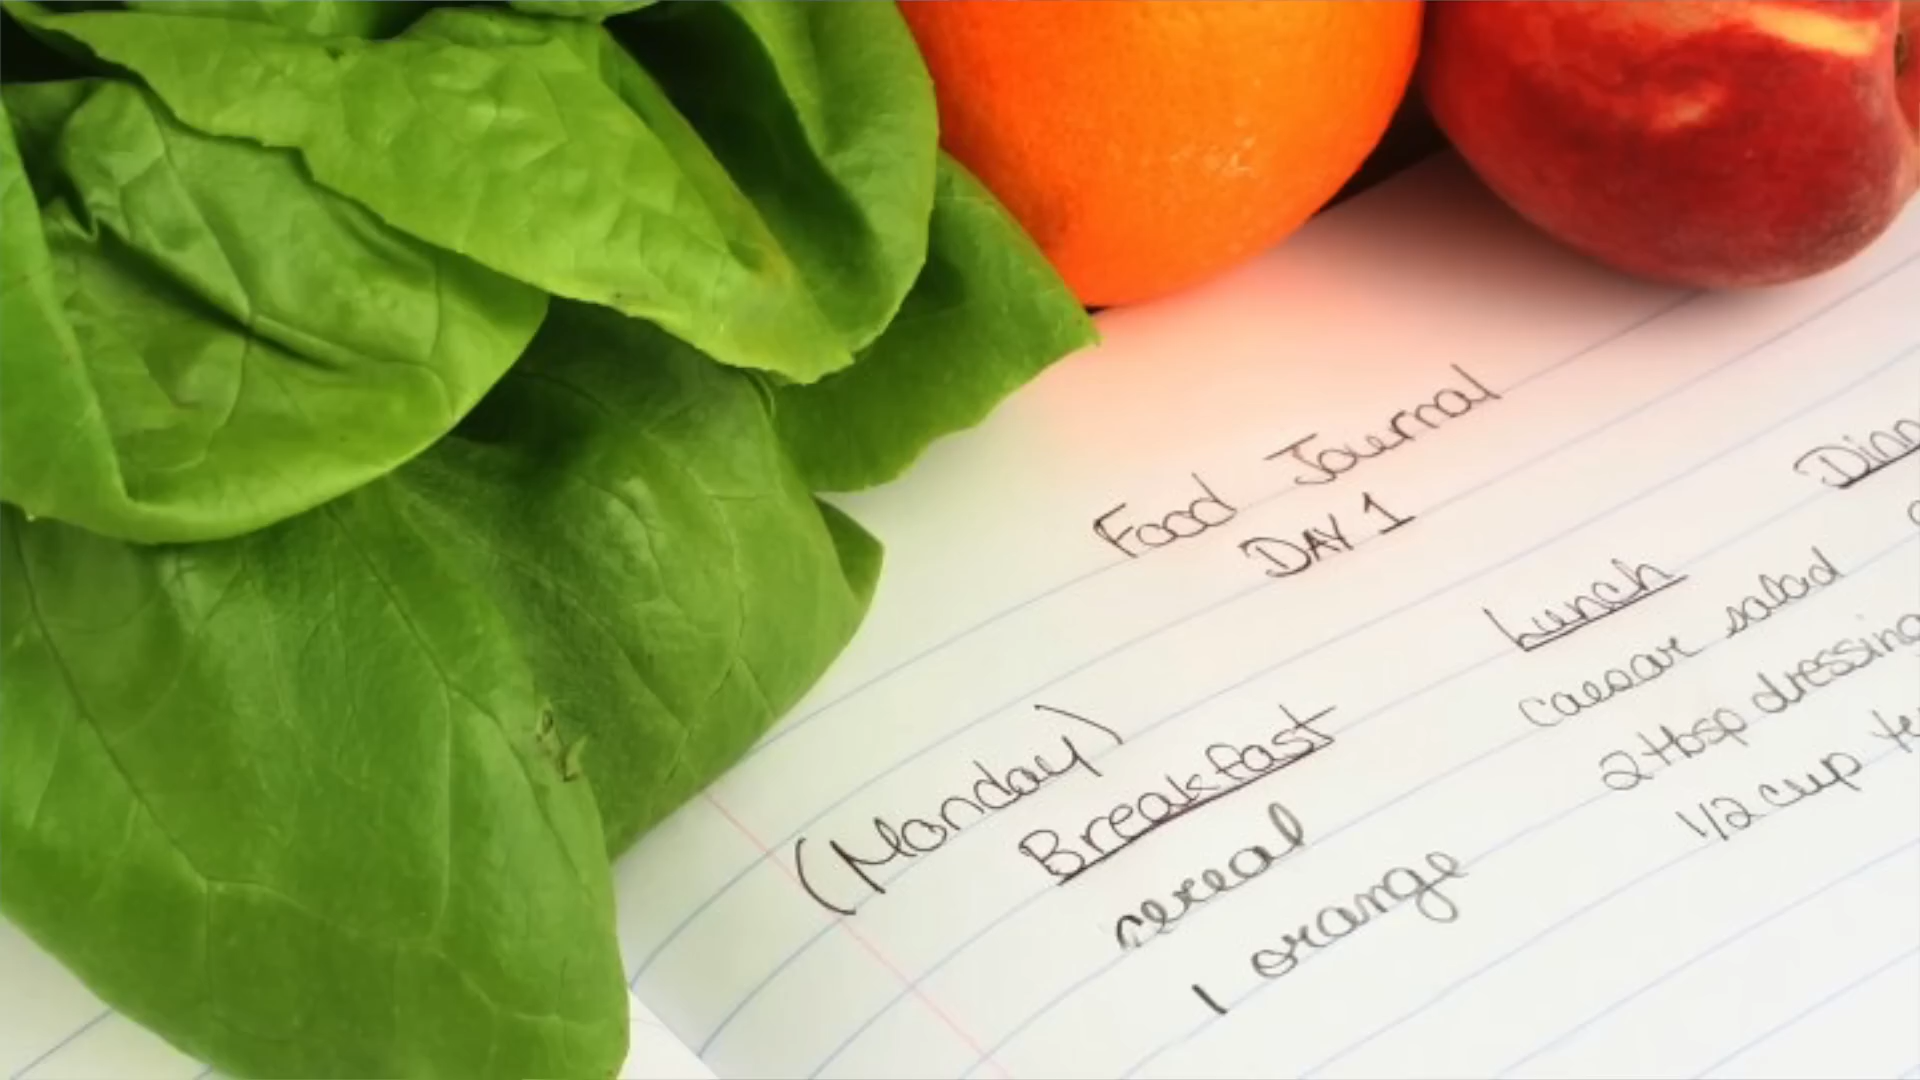 Food Journal
DAY 1
(Monday)
Breakfast
cereal
1 orange
Lunch
caesar salad
2 tbsp dressing
1/2 cup